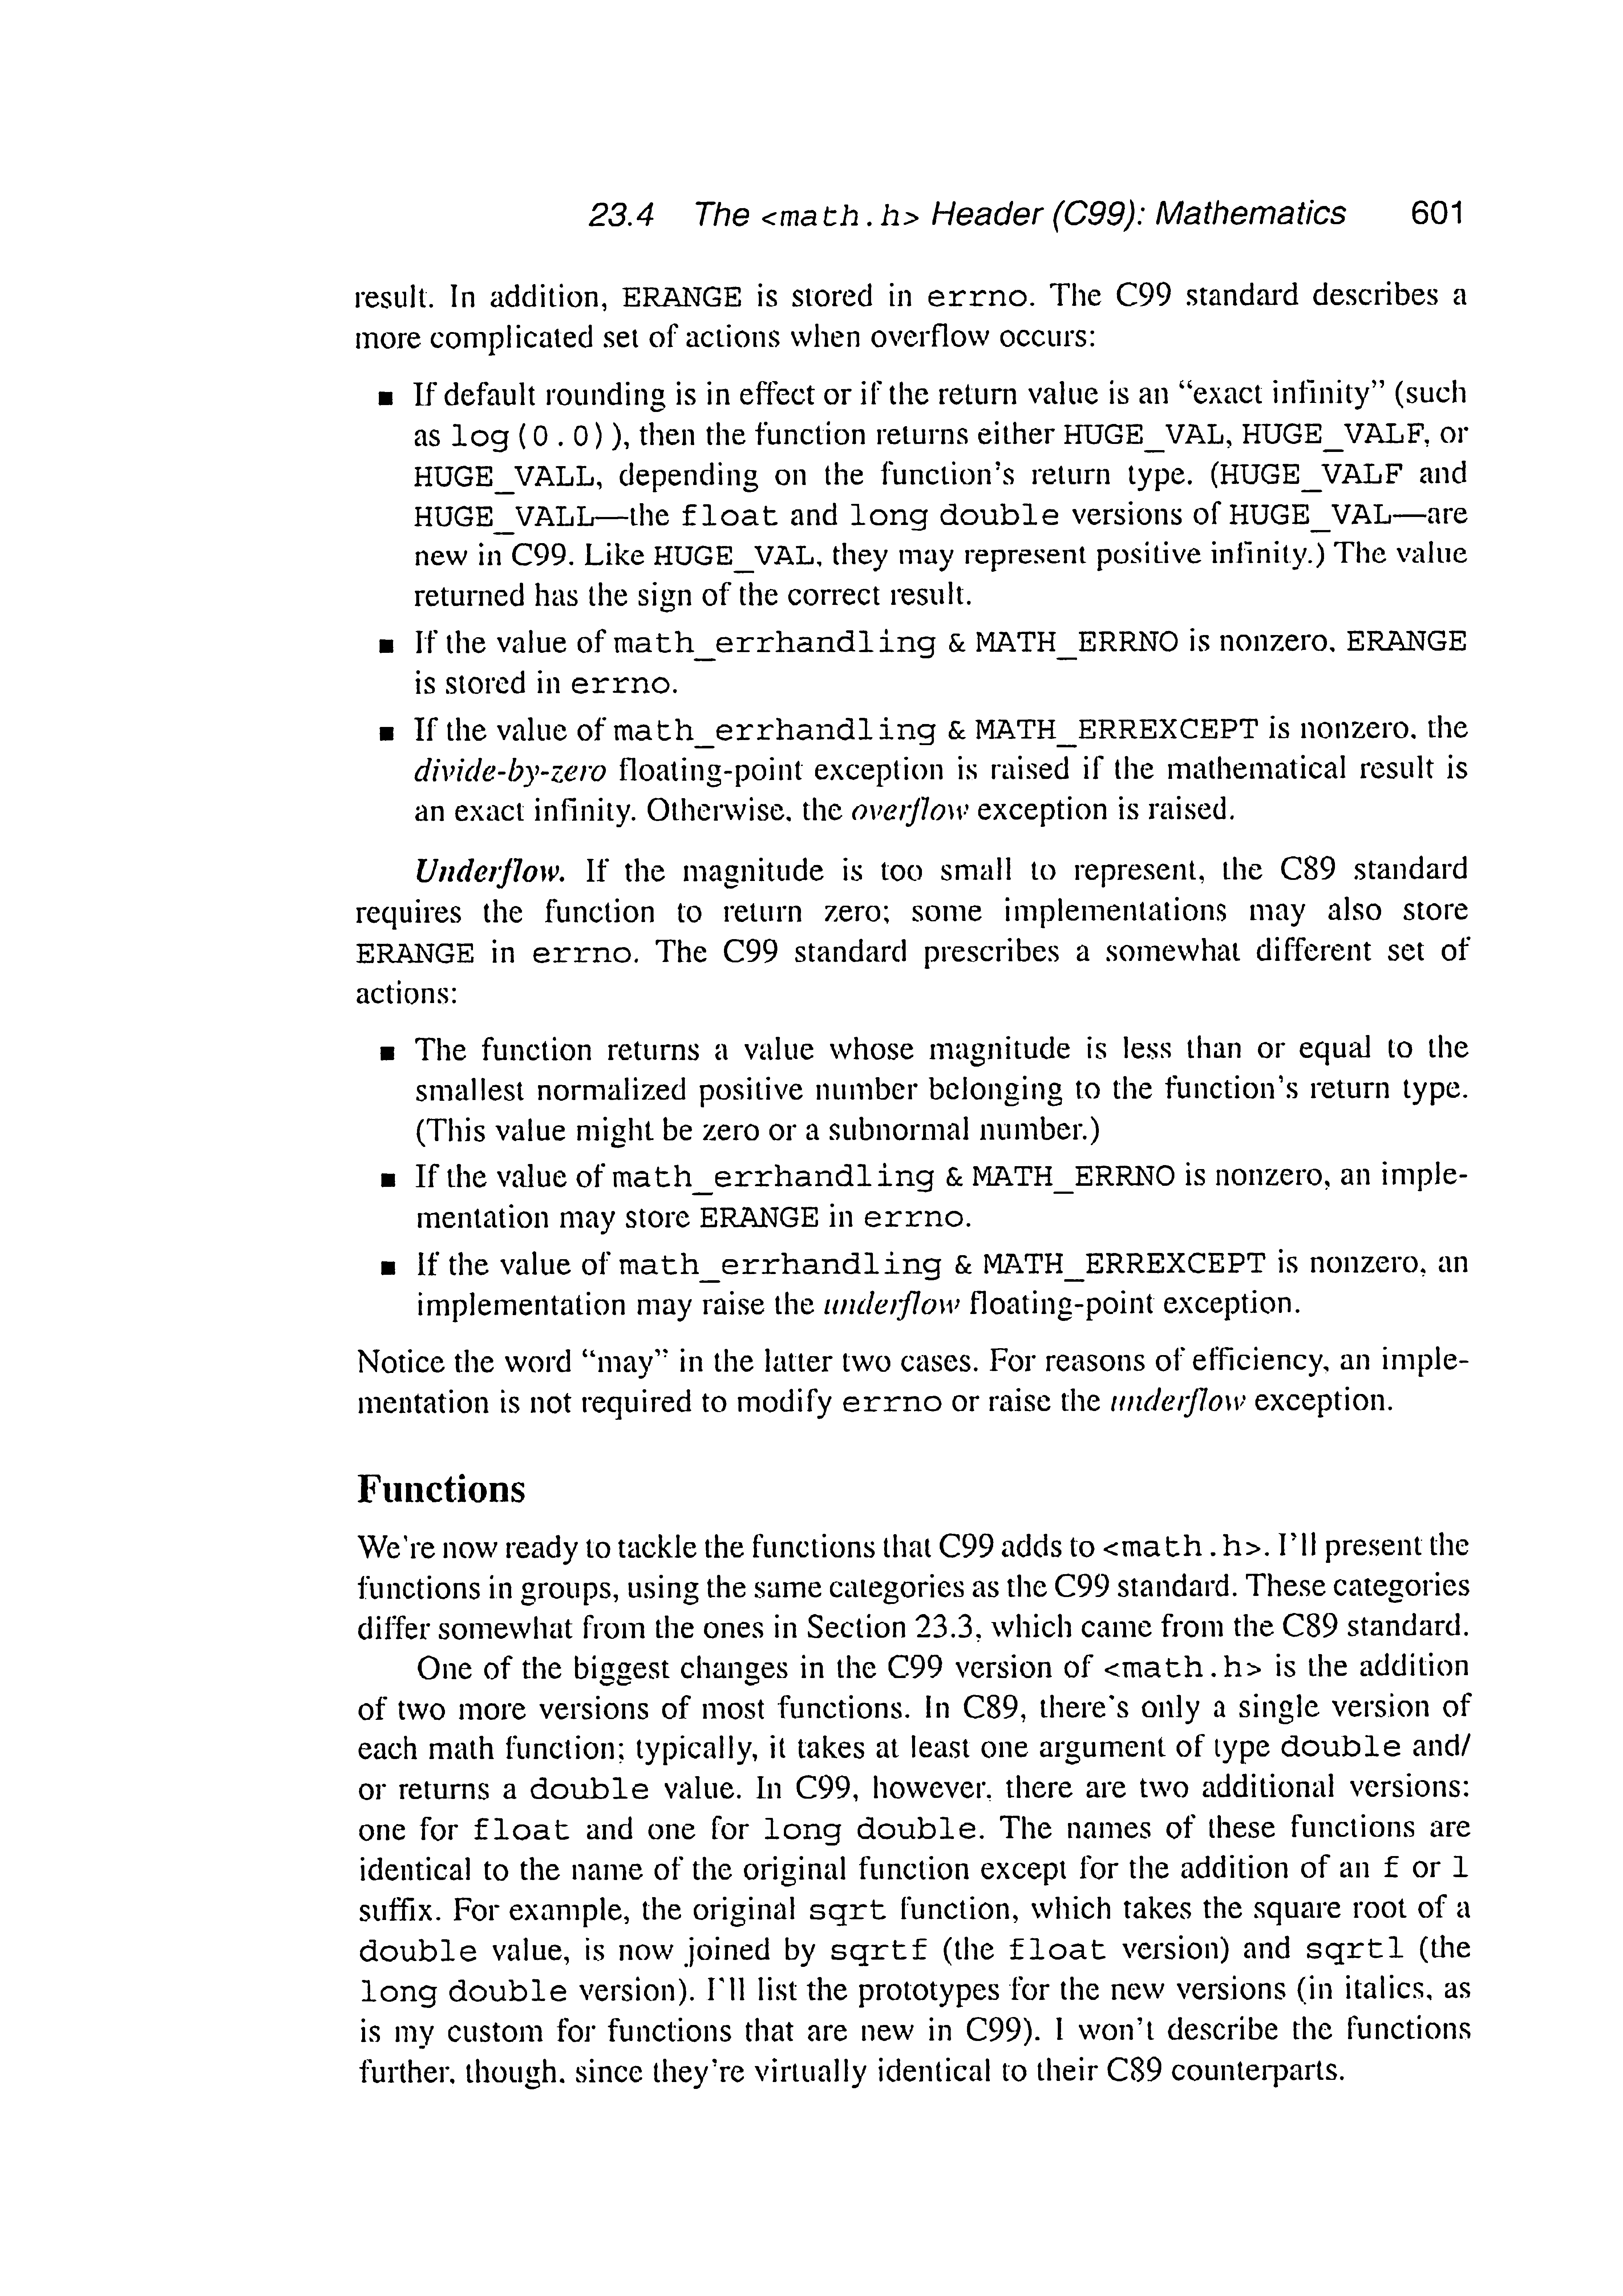 23.4 The <math.h> Header (C99): Mathematics 601
result. In addition, ERANGE is stored in errno. The C99 standard describes a
more complicated set of actions when overflow occurs:
■ If default rounding is in effect or if the return value is an “exact infinity” (such
as log(0.0)), then the function returns either HUGE_VAL, HUGE_VALF, or
HUGE_VALL, depending on the function’s return type. (HUGE_VALF and
HUGE_VALL—the float and long double versions of HUGE_VAL—are
new in C99. Like HUGE_VAL, they may represent positive infinity.) The value
returned has the sign of the correct result.
■ If the value of math_errhandling & MATH_ERRNO is nonzero, ERANGE
is stored in errno.
■ If the value of math_errhandling & MATH_ERREXCEPT is nonzero, the
divide-by-zero floating-point exception is raised if the mathematical result is
an exact infinity. Otherwise, the overflow exception is raised.
Underflow. If the magnitude is too small to represent, the C89 standard
requires the function to return zero; some implementations may also store
ERANGE in errno. The C99 standard prescribes a somewhat different set of
actions:
■ The function returns a value whose magnitude is less than or equal to the
smallest normalized positive number belonging to the function’s return type.
(This value might be zero or a subnormal number.)
■ If the value of math_errhandling & MATH_ERRNO is nonzero, an imple-
mentation may store ERANGE in errno.
■ If the value of math_errhandling & MATH_ERREXCEPT is nonzero, an
implementation may raise the underflow floating-point exception.
Notice the word “may” in the latter two cases. For reasons of efficiency, an imple-
mentation is not required to modify errno or raise the underflow exception.
Functions
We’re now ready to tackle the functions that C99 adds to <math.h>. I’ll present the
functions in groups, using the same categories as the C99 standard. These categories
differ somewhat from the ones in Section 23.3, which came from the C89 standard.
One of the biggest changes in the C99 version of <math.h> is the addition
of two more versions of most functions. In C89, there’s only a single version of
each math function; typically, it takes at least one argument of type double and/
or returns a double value. In C99, however, there are two additional versions:
one for float and one for long double. The names of these functions are
identical to the name of the original function except for the addition of an f or l
suffix. For example, the original sqrt function, which takes the square root of a
double value, is now joined by sqrtf (the float version) and sqrtl (the
long double version). I’ll list the prototypes for the new versions (in italics, as
is my custom for functions that are new in C99). I won’t describe the functions
further, though, since they’re virtually identical to their C89 counterparts.